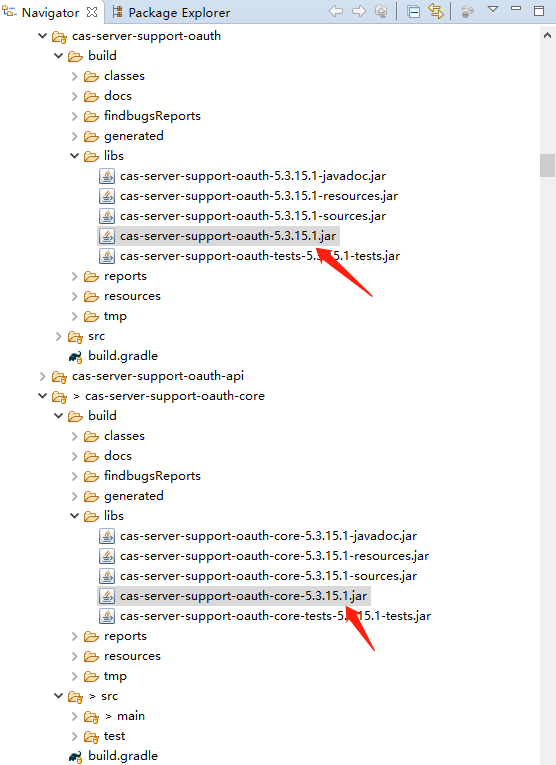 Navigator Package Explorer
cas-server-support-oauth
build
classes
docs
findbugsReports
generated
libs
cas-server-support-oauth-5.3.15.1-javadoc.jar
cas-server-support-oauth-5.3.15.1-resources.jar
cas-server-support-oauth-5.3.15.1-sources.jar
cas-server-support-oauth-5.3.15.1.jar
cas-server-support-oauth-tests-5.3.15.1-tests.jar
reports
resources
tmp
src
build.gradle
cas-server-support-oauth-api
> cas-server-support-oauth-core
build
classes
docs
findbugsReports
generated
libs
cas-server-support-oauth-core-5.3.15.1-javadoc.jar
cas-server-support-oauth-core-5.3.15.1-resources.jar
cas-server-support-oauth-core-5.3.15.1-sources.jar
cas-server-support-oauth-core-5.3.15.1.jar
cas-server-support-oauth-core-tests-5.3.15.1-tests.jar
reports
resources
tmp
> src
> main
test
build.gradle